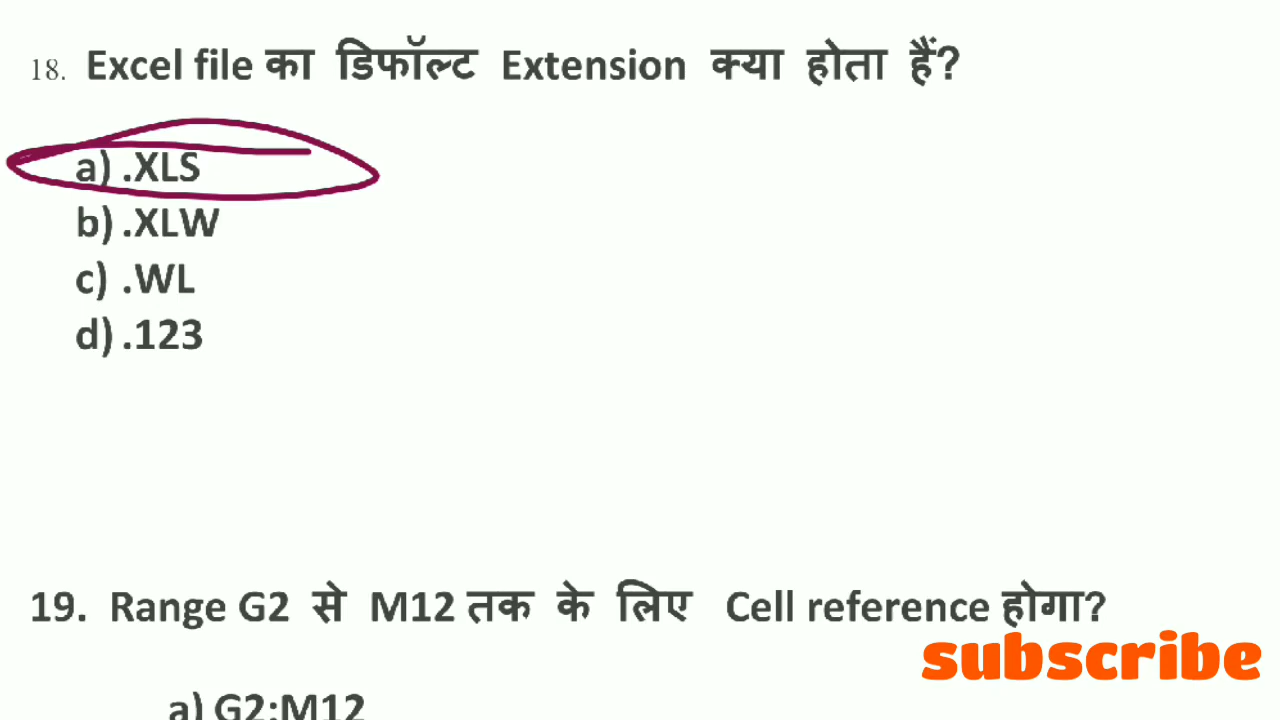 18. Excel file का डिफॉल्ट Extension क्या होता हैं?
a) .XLS
b) .XLW
c) .WL
d) .123
19. Range G2 से M12 तक के लिए Cell reference होगा?
subscribe
a) G2:M12